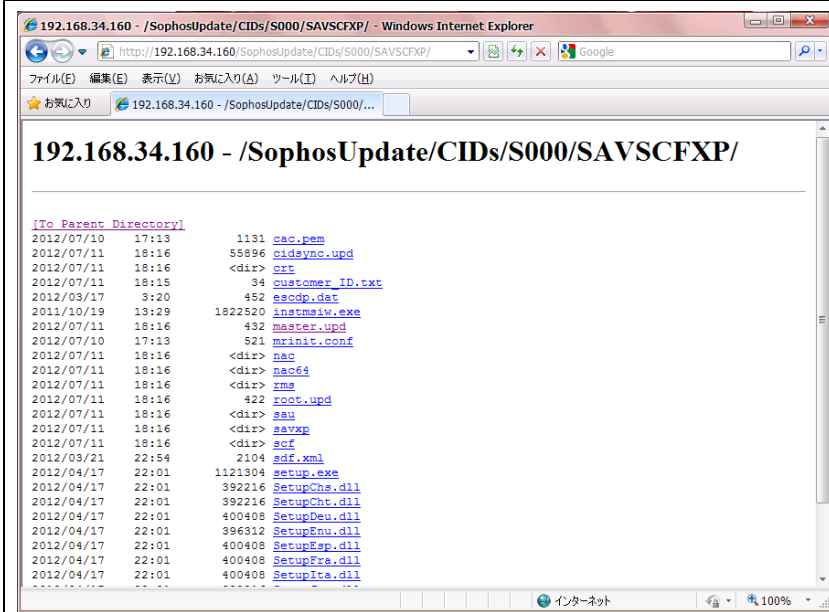 192.168.34.160 - /SophosUpdate/CIDs/S000/SAVSCFXP/ - Windows Internet Explorer
http://192.168.34.160/SophosUpdate/CIDs/S000/SAVSCFXP/ Google
ファイル(F) 編集(E) 表示(V) お気に入り(A) ツール(T) ヘルプ(H)
お気に入り 192.168.34.160 - /SophosUpdate/CIDs/S000/...
192.168.34.160 - /SophosUpdate/CIDs/S000/SAVSCFXP/
[To Parent Directory]
2012/07/10 17:13 1131 cac.pem
2012/07/11 18:16 55896 cidsync.upd
2012/07/11 18:16 <dir> crt
2012/07/11 18:15 34 customer_ID.txt
2012/03/17 3:20 452 escdp.dat
2011/10/19 13:29 1822520 instmsiw.exe
2012/07/11 18:16 432 master.upd
2012/07/10 17:13 521 mrinit.conf
2012/07/11 18:16 <dir> nac
2012/07/11 18:16 <dir> nac64
2012/07/11 18:16 <dir> rms
2012/07/11 18:16 422 root.upd
2012/07/11 18:16 <dir> sau
2012/07/11 18:16 <dir> savxp
2012/07/11 18:16 <dir> scf
2012/03/21 22:54 2104 sdf.xml
2012/04/17 22:01 1121304 setup.exe
2012/04/17 22:01 392216 SetupChs.dll
2012/04/17 22:01 392216 SetupCht.dll
2012/04/17 22:01 400408 SetupDeu.dll
2012/04/17 22:01 396312 SetupEnu.dll
2012/04/17 22:01 400408 SetupEsp.dll
2012/04/17 22:01 400408 SetupFra.dll
2012/04/17 22:01 400408 SetupIta.dll
インターネット 100%